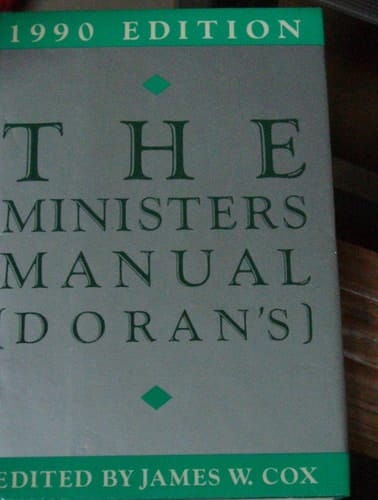 1990 EDITION
THE
MINISTERS
MANUAL
(DORAN'S)
EDITED BY JAMES W. COX